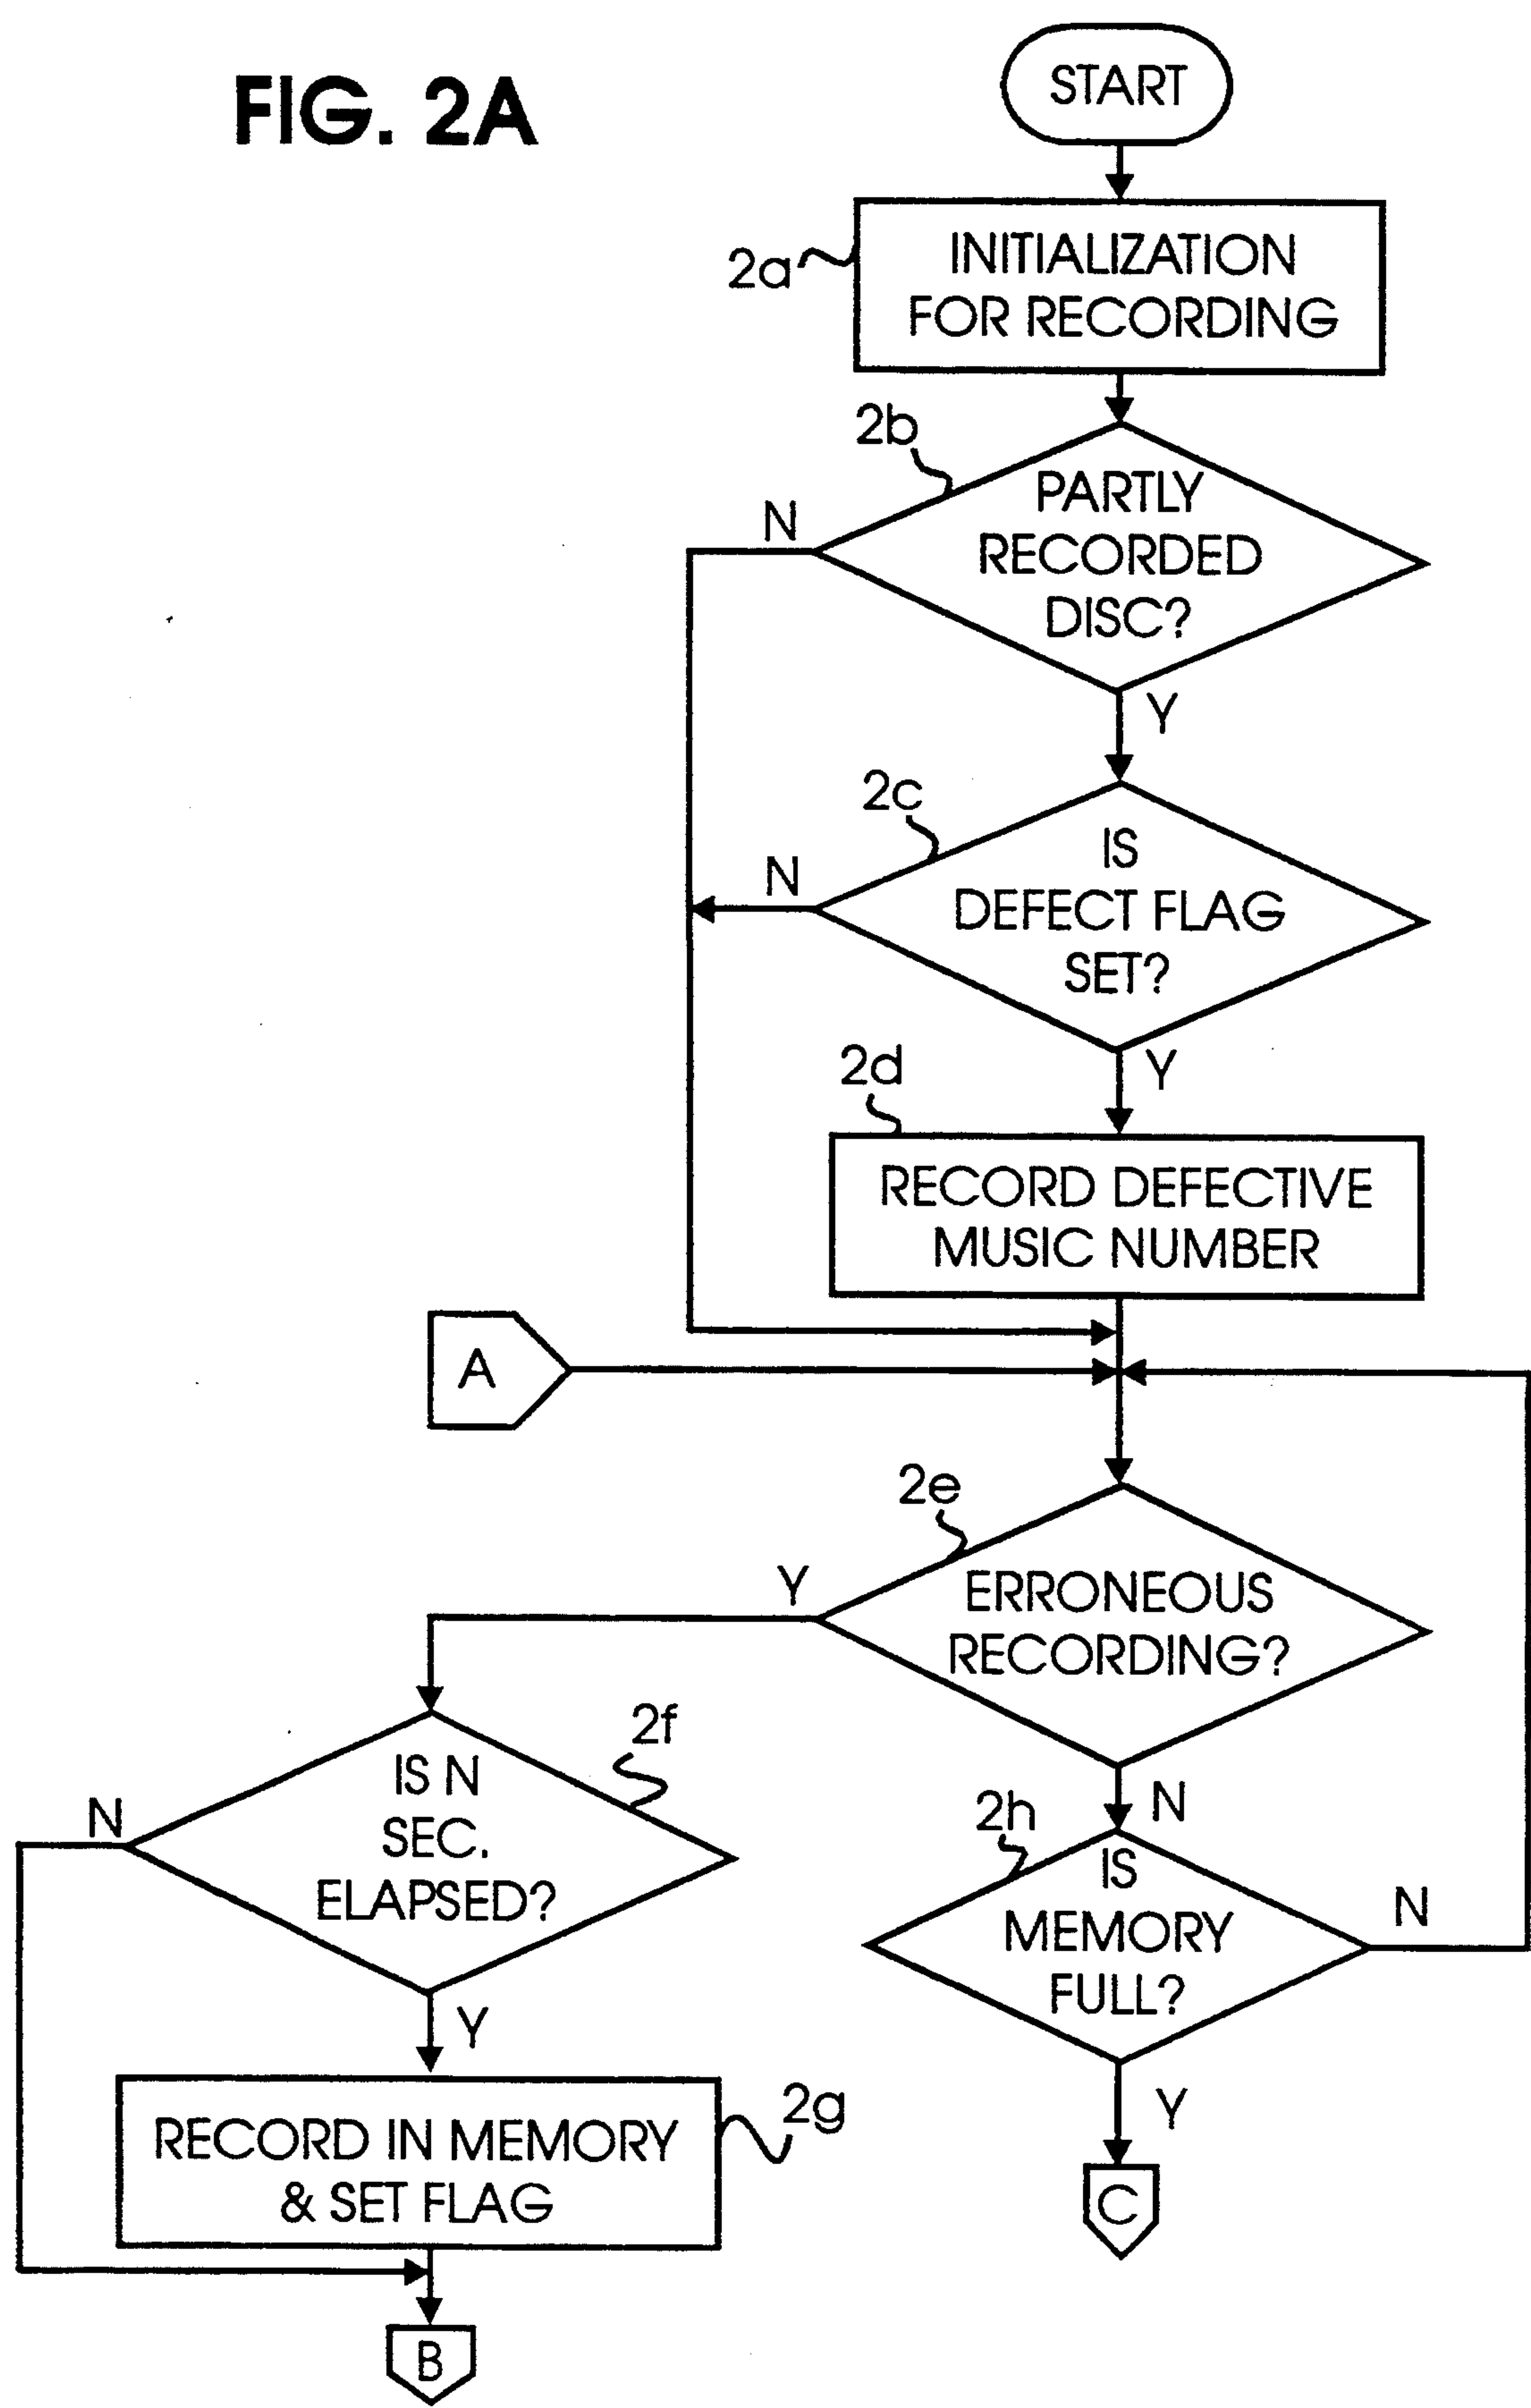 FIG. 2A
START
2a
INITIALIZATION
FOR RECORDING
2b
N
PARTLY
RECORDED
DISC?
Y
2c
N
IS
DEFECT FLAG
SET?
Y
2d
RECORD DEFECTIVE
MUSIC NUMBER
A
2e
Y
ERRONEOUS
RECORDING?
N
2f
N
IS N
SEC.
ELAPSED?
Y
2h
IS
MEMORY
FULL?
N
Y
2g
RECORD IN MEMORY
& SET FLAG
C
B